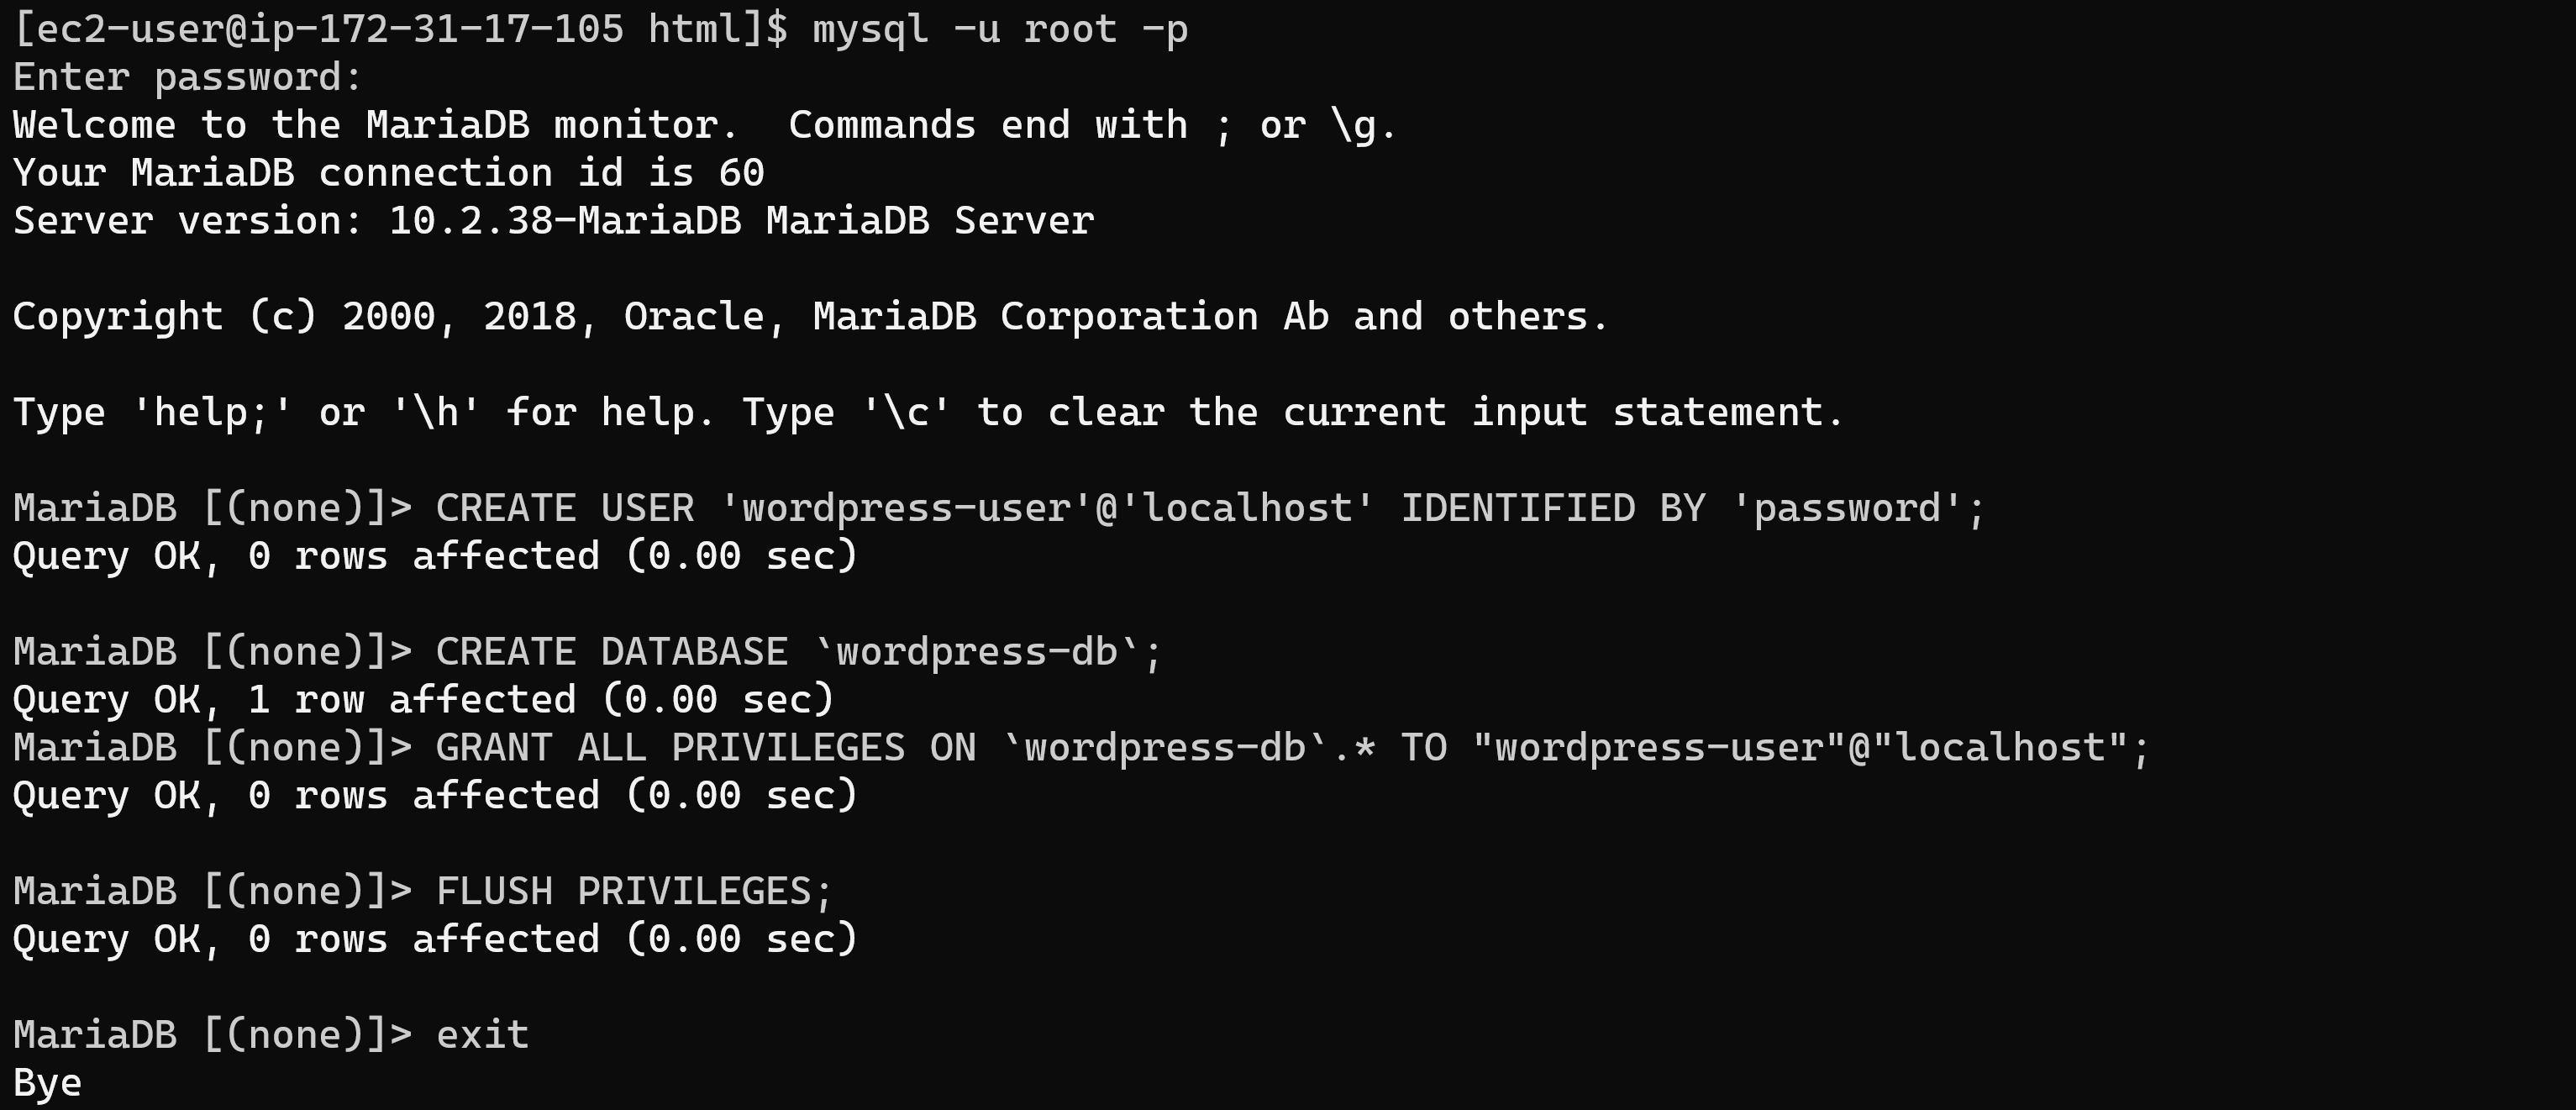 [ec2-user@ip-172-31-17-105 html]$ mysql -u root -p
Enter password:
Welcome to the MariaDB monitor.  Commands end with ; or \g.
Your MariaDB connection id is 60
Server version: 10.2.38-MariaDB MariaDB Server
Copyright (c) 2000, 2018, Oracle, MariaDB Corporation Ab and others.
Type 'help;' or '\h' for help. Type '\c' to clear the current input statement.
MariaDB [(none)]> CREATE USER 'wordpress-user'@'localhost' IDENTIFIED BY 'password';
Query OK, 0 rows affected (0.00 sec)
MariaDB [(none)]> CREATE DATABASE `wordpress-db`;
Query OK, 1 row affected (0.00 sec)
MariaDB [(none)]> GRANT ALL PRIVILEGES ON `wordpress-db`.* TO "wordpress-user"@"localhost";
Query OK, 0 rows affected (0.00 sec)
MariaDB [(none)]> FLUSH PRIVILEGES;
Query OK, 0 rows affected (0.00 sec)
MariaDB [(none)]> exit
Bye